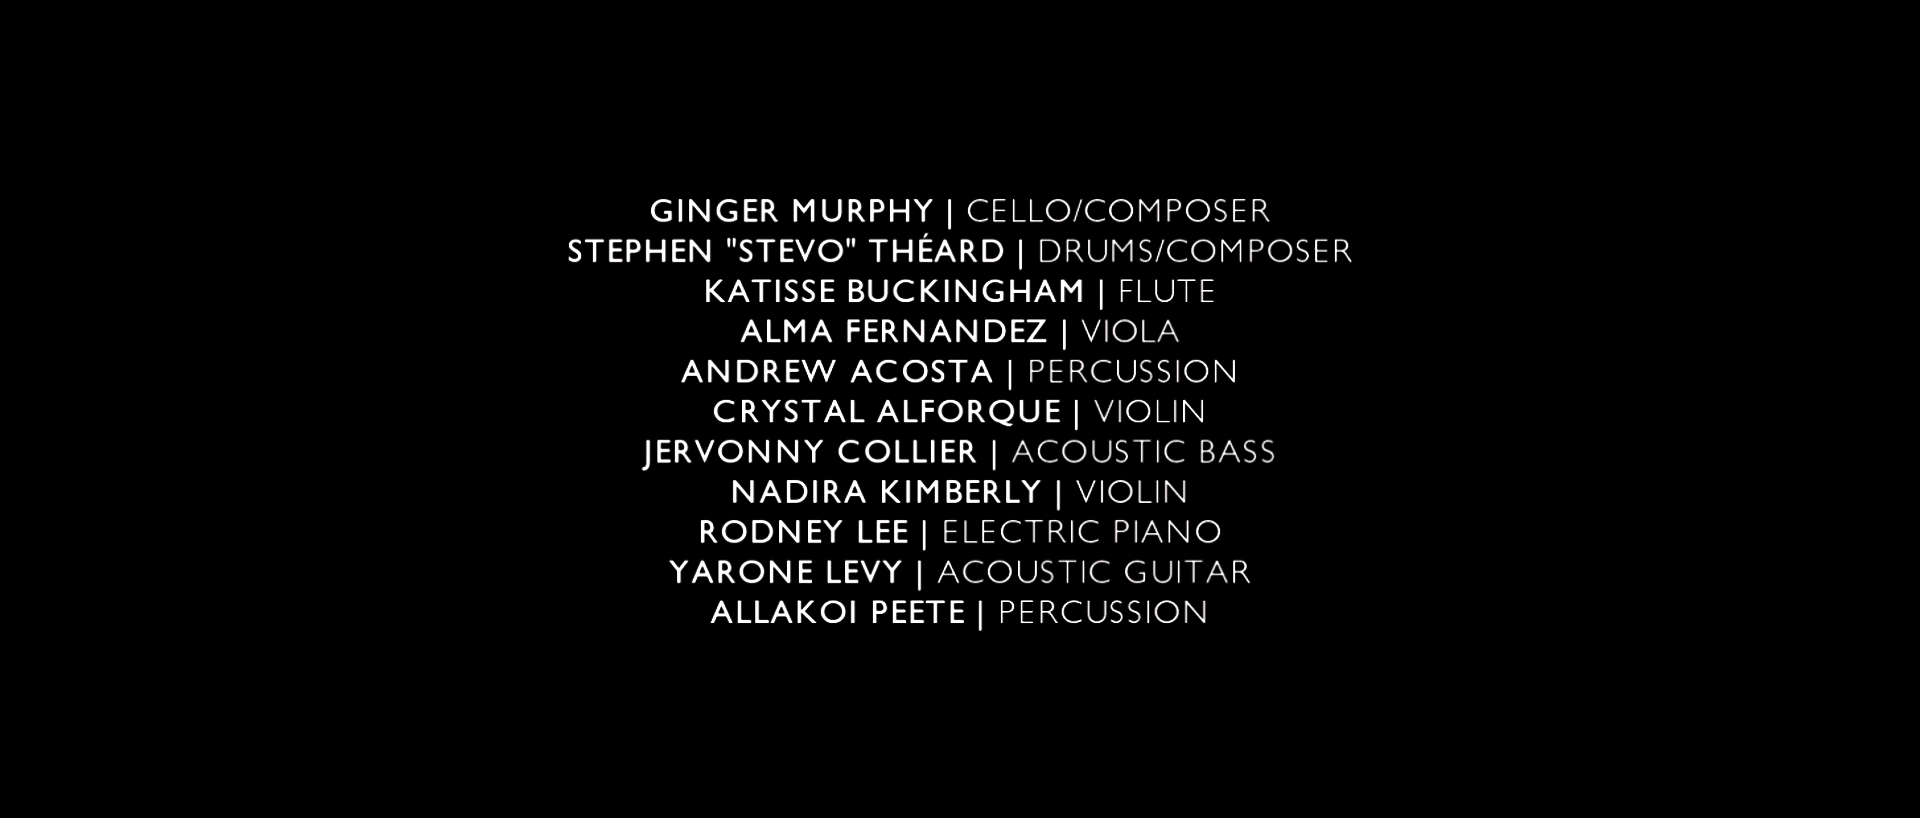 GINGER MURPHY | CELLO/COMPOSER
STEPHEN "STEVO" THÉARD | DRUMS/COMPOSER
KATISSE BUCKINGHAM | FLUTE
ALMA FERNANDEZ | VIOLA
ANDREW ACOSTA | PERCUSSION
CRYSTAL ALFORQUE | VIOLIN
JERVONNY COLLIER | ACOUSTIC BASS
NADIRA KIMBERLY | VIOLIN
RODNEY LEE | ELECTRIC PIANO
YARONE LEVY | ACOUSTIC GUITAR
ALLAKOI PEETE | PERCUSSION